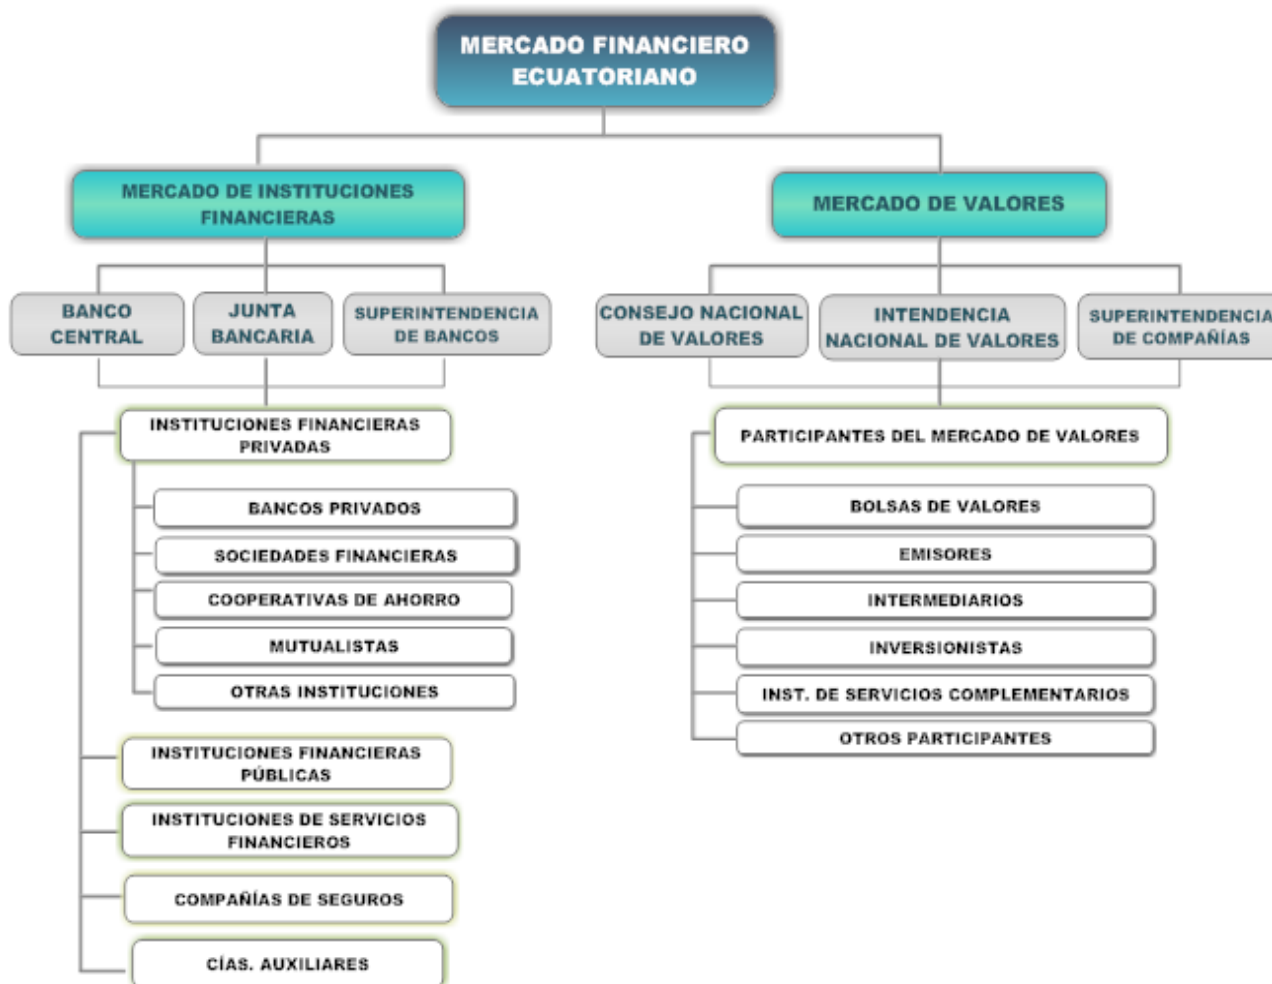 MERCADO FINANCIERO
ECUATORIANO
MERCADO DE INSTITUCIONES
FINANCIERAS
MERCADO DE VALORES
BANCO
CENTRAL
JUNTA
BANCARIA
SUPERINTENDENCIA
DE BANCOS
CONSEJO NACIONAL
DE VALORES
INTENDENCIA
NACIONAL DE VALORES
SUPERINTENDENCIA
DE COMPAÑÍAS
INSTITUCIONES FINANCIERAS
PRIVADAS
BANCOS PRIVADOS
SOCIEDADES FINANCIERAS
COOPERATIVAS DE AHORRO
MUTUALISTAS
OTRAS INSTITUCIONES
INSTITUCIONES FINANCIERAS
PÚBLICAS
INSTITUCIONES DE SERVICIOS
FINANCIEROS
COMPAÑÍAS DE SEGUROS
CÍAS. AUXILIARES
PARTICIPANTES DEL MERCADO DE VALORES
BOLSAS DE VALORES
EMISORES
INTERMEDIARIOS
INVERSIONISTAS
INST. DE SERVICIOS COMPLEMENTARIOS
OTROS PARTICIPANTES